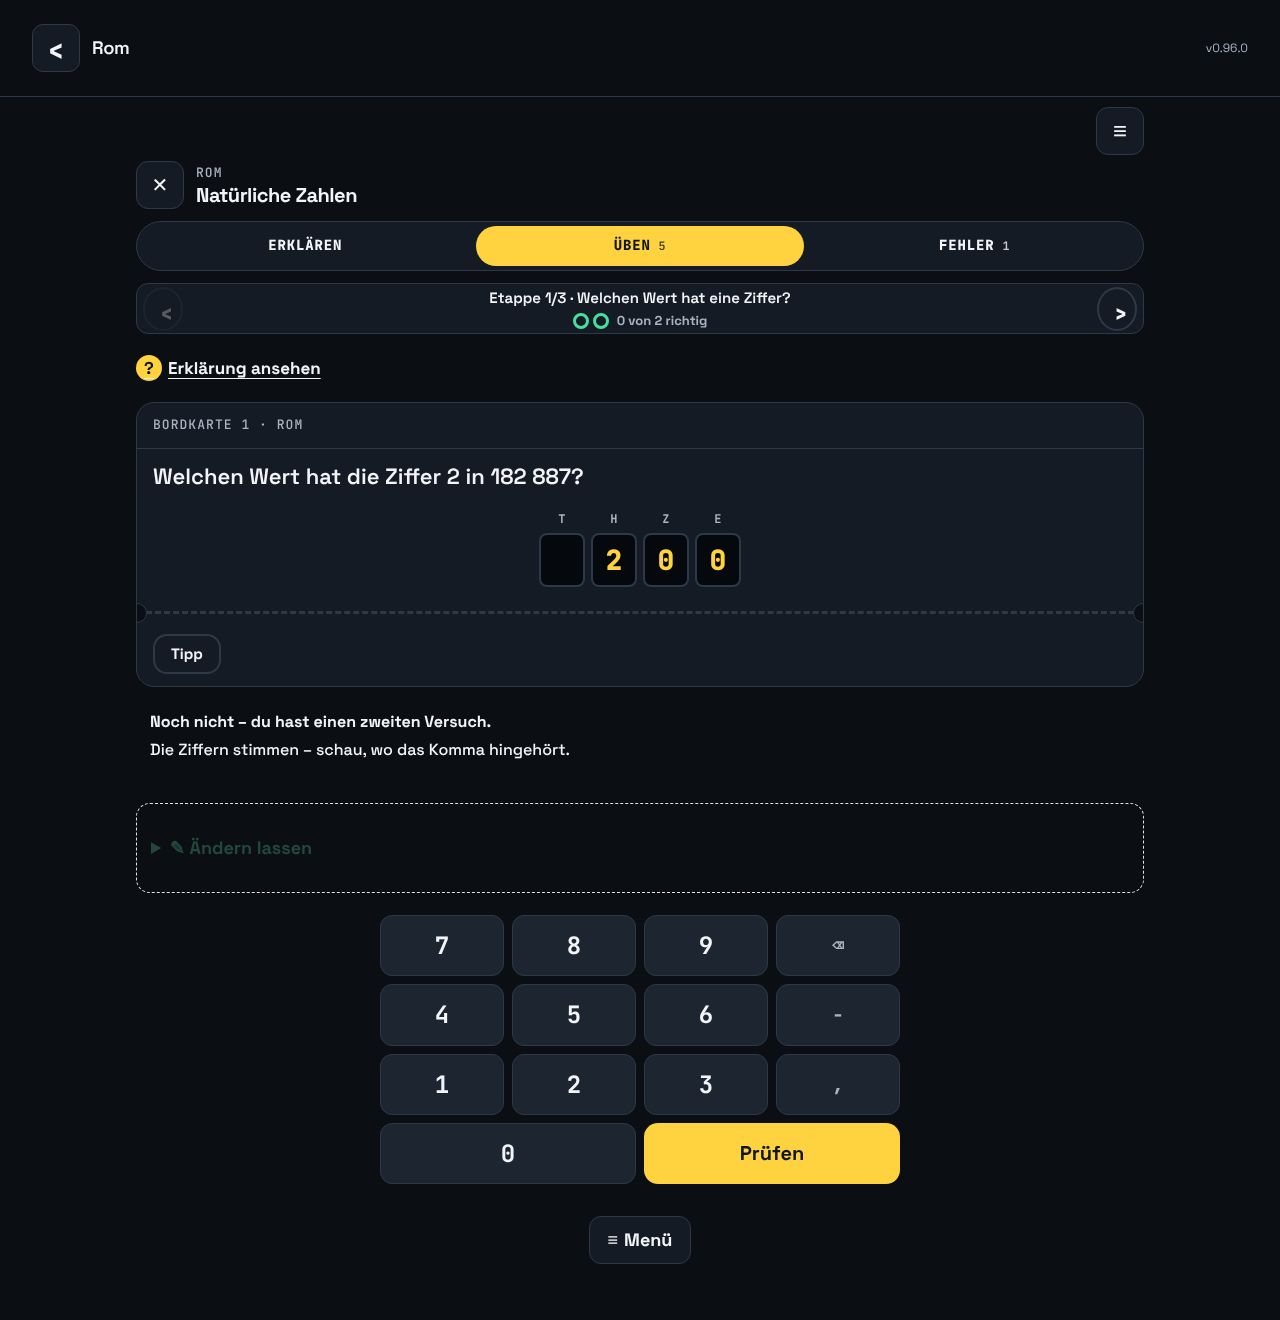 < Rom
v0.96.0
≡
✕ ROM
Natürliche Zahlen
ERKLÄREN ÜBEN 5 FEHLER 1
< Etappe 1/3 · Welchen Wert hat eine Ziffer? >
0 von 2 richtig
? Erklärung ansehen
BORDKARTE 1 · ROM
Welchen Wert hat die Ziffer 2 in 182 887?
T H Z E
2 0 0
Tipp
Noch nicht – du hast einen zweiten Versuch.
Die Ziffern stimmen – schau, wo das Komma hingehört.
▶ ✎ Ändern lassen
7 8 9 ⌫
4 5 6 -
1 2 3 ,
0 Prüfen
≡ Menü